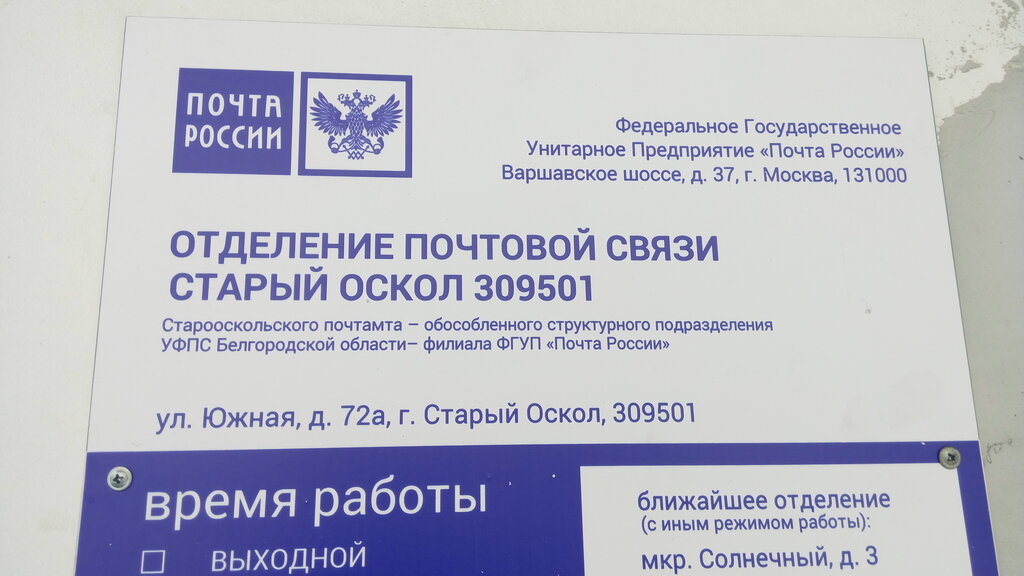 ПОЧТА
РОССИИ
Федеральное Государственное
Унитарное Предприятие «Почта России»
Варшавское шоссе, д. 37, г. Москва, 131000
ОТДЕЛЕНИЕ ПОЧТОВОЙ СВЯЗИ
СТАРЫЙ ОСКОЛ 309501
Старооскольского почтамта – обособленного структурного подразделения
УФПС Белгородской области– филиала ФГУП «Почта России»
ул. Южная, д. 72а, г. Старый Оскол, 309501
время работы
ВЫХОДНОЙ
ближайшее отделение
(с иным режимом работы):
мкр. Солнечный, д. 3